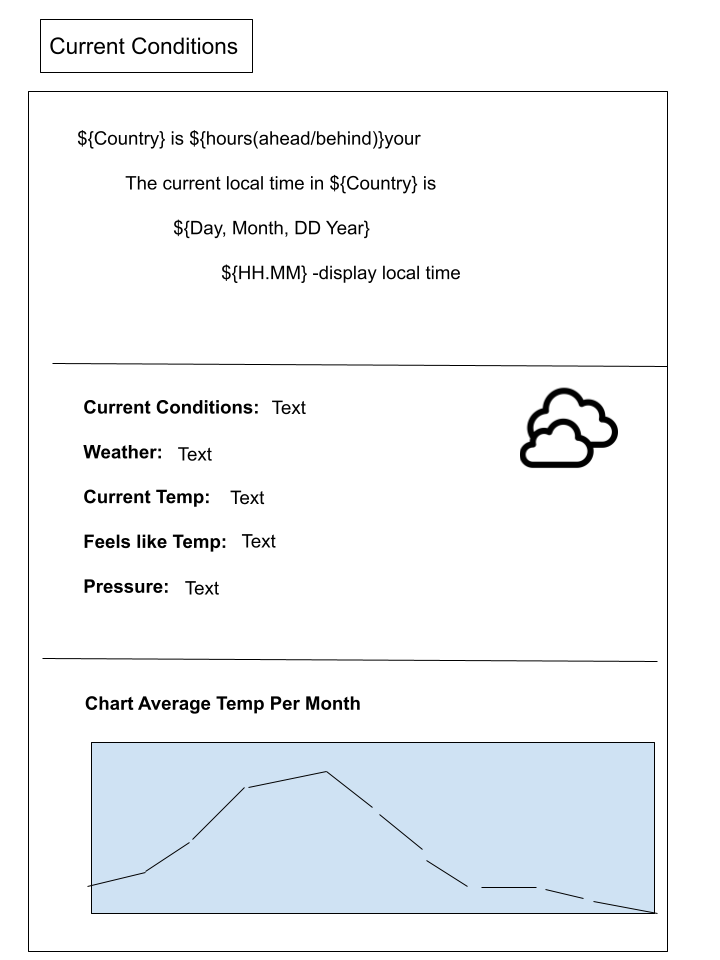 Current Conditions
${Country} is ${hours(ahead/behind)}your
The current local time in ${Country} is
${Day, Month, DD Year}
${HH.MM} -display local time
Current Conditions: Text
Weather: Text
Current Temp: Text
Feels like Temp: Text
Pressure: Text
Chart Average Temp Per Month